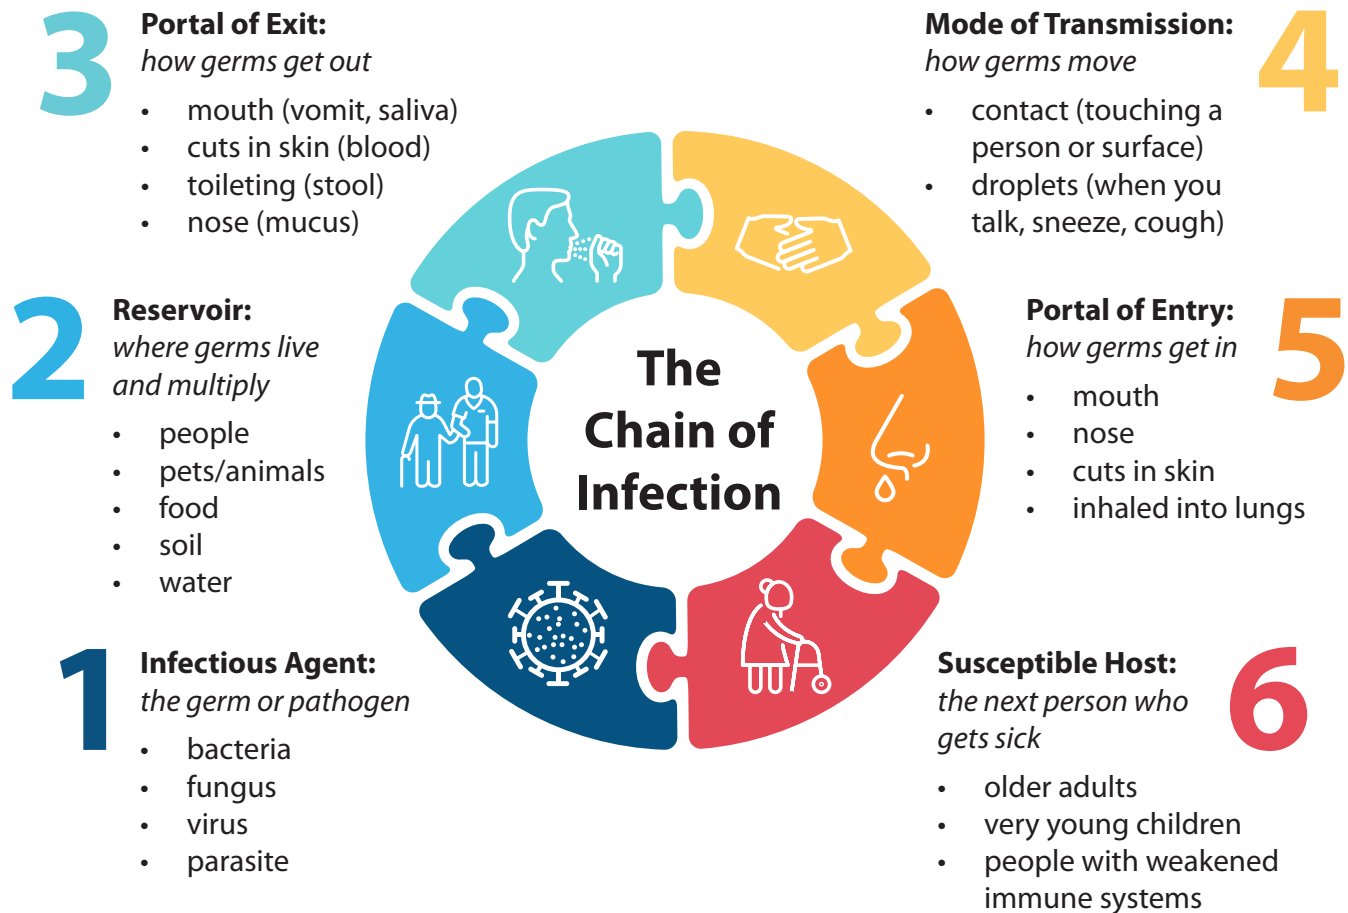 3
Portal of Exit:
how germs get out
• mouth (vomit, saliva)
• cuts in skin (blood)
• toileting (stool)
• nose (mucus)
4
Mode of Transmission:
how germs move
• contact (touching a
person or surface)
• droplets (when you
talk, sneeze, cough)
2
Reservoir:
where germs live
and multiply
• people
• pets/animals
• food
• soil
• water
The
Chain of
Infection
5
Portal of Entry:
how germs get in
• mouth
• nose
• cuts in skin
• inhaled into lungs
1
Infectious Agent:
the germ or pathogen
• bacteria
• fungus
• virus
• parasite
6
Susceptible Host:
the next person who
gets sick
• older adults
• very young children
• people with weakened
immune systems